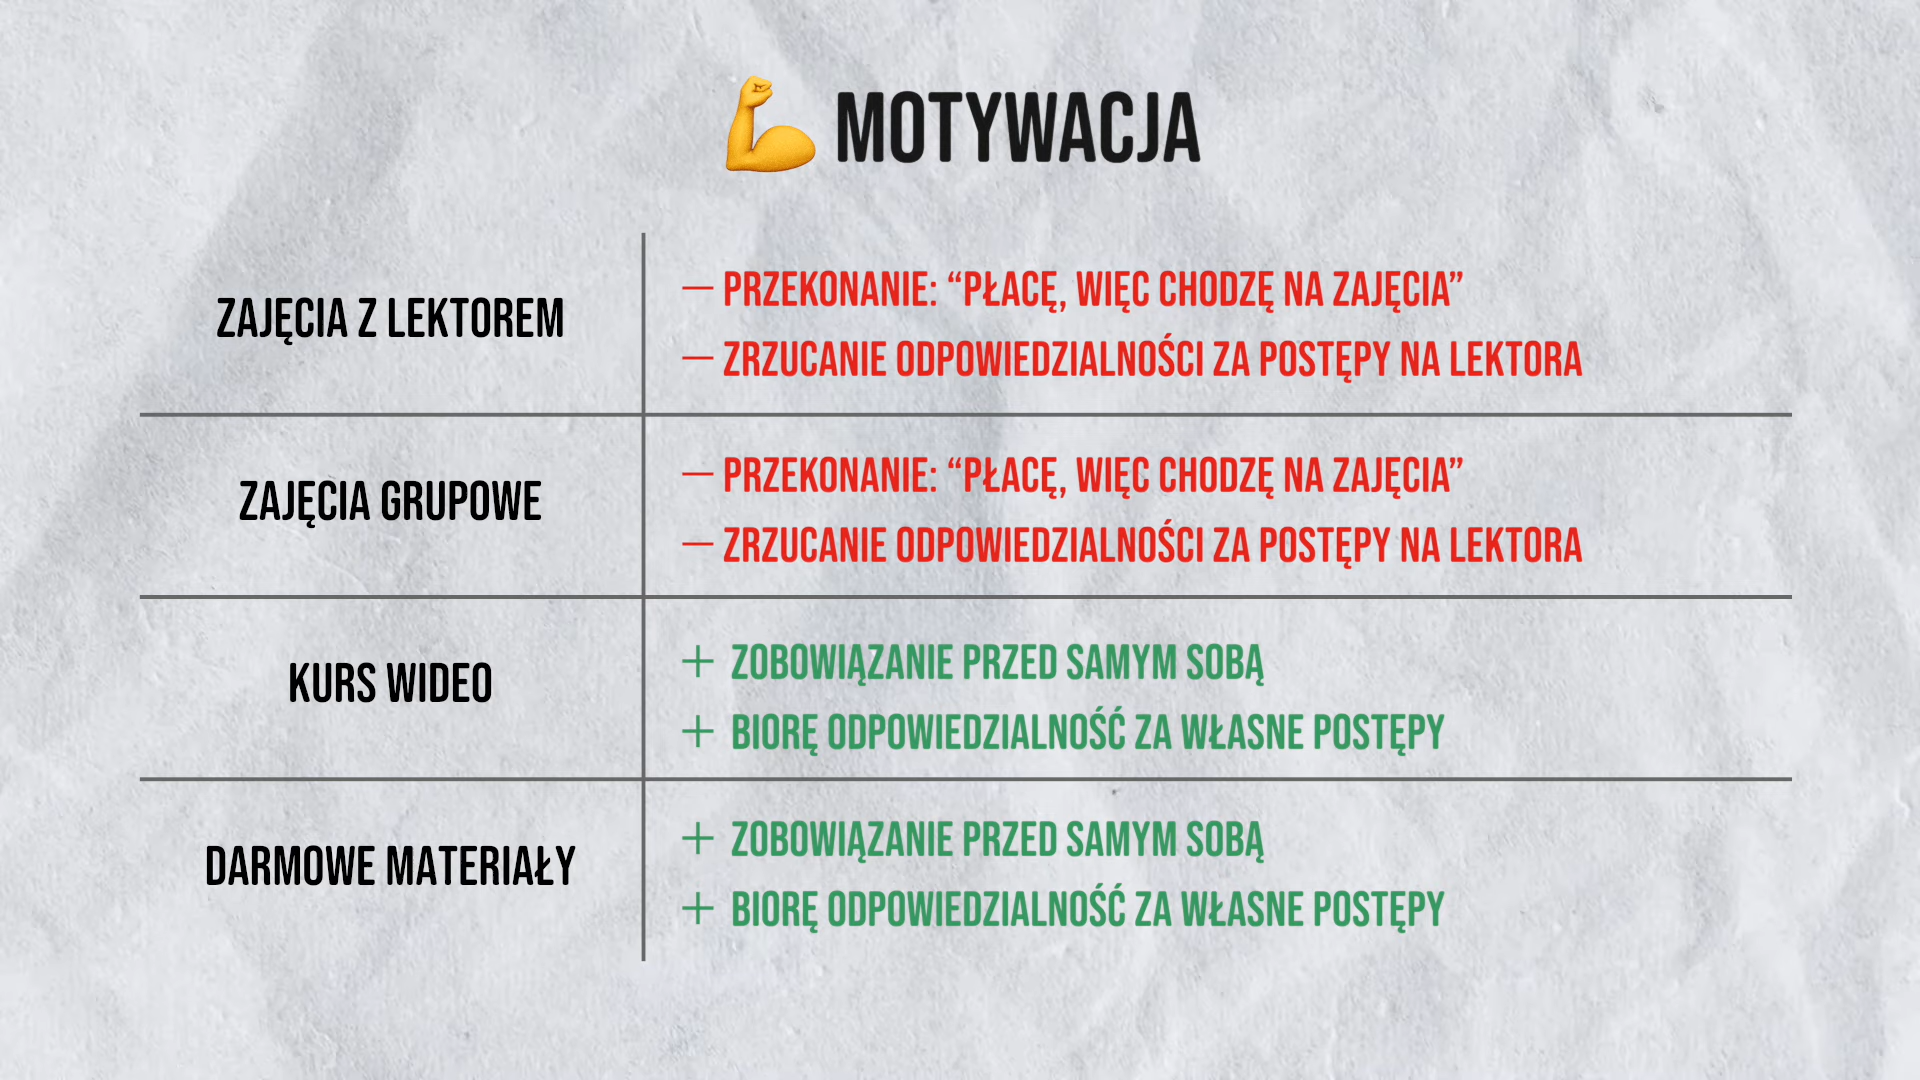 💪 MOTYWACJA
ZAJĘCIA Z LEKTOREM
— PRZEKONANIE: “PŁACĘ, WIĘC CHODZĘ NA ZAJĘCIA”
— ZRZUCANIE ODPOWIEDZIALNOŚCI ZA POSTĘPY NA LEKTORA
ZAJĘCIA GRUPOWE
— PRZEKONANIE: “PŁACĘ, WIĘC CHODZĘ NA ZAJĘCIA”
— ZRZUCANIE ODPOWIEDZIALNOŚCI ZA POSTĘPY NA LEKTORA
KURS WIDEO
+ ZOBOWIĄZANIE PRZED SAMYM SOBĄ
+ BIORĘ ODPOWIEDZIALNOŚĆ ZA WŁASNE POSTĘPY
DARMOWE MATERIAŁY
+ ZOBOWIĄZANIE PRZED SAMYM SOBĄ
+ BIORĘ ODPOWIEDZIALNOŚĆ ZA WŁASNE POSTĘPY